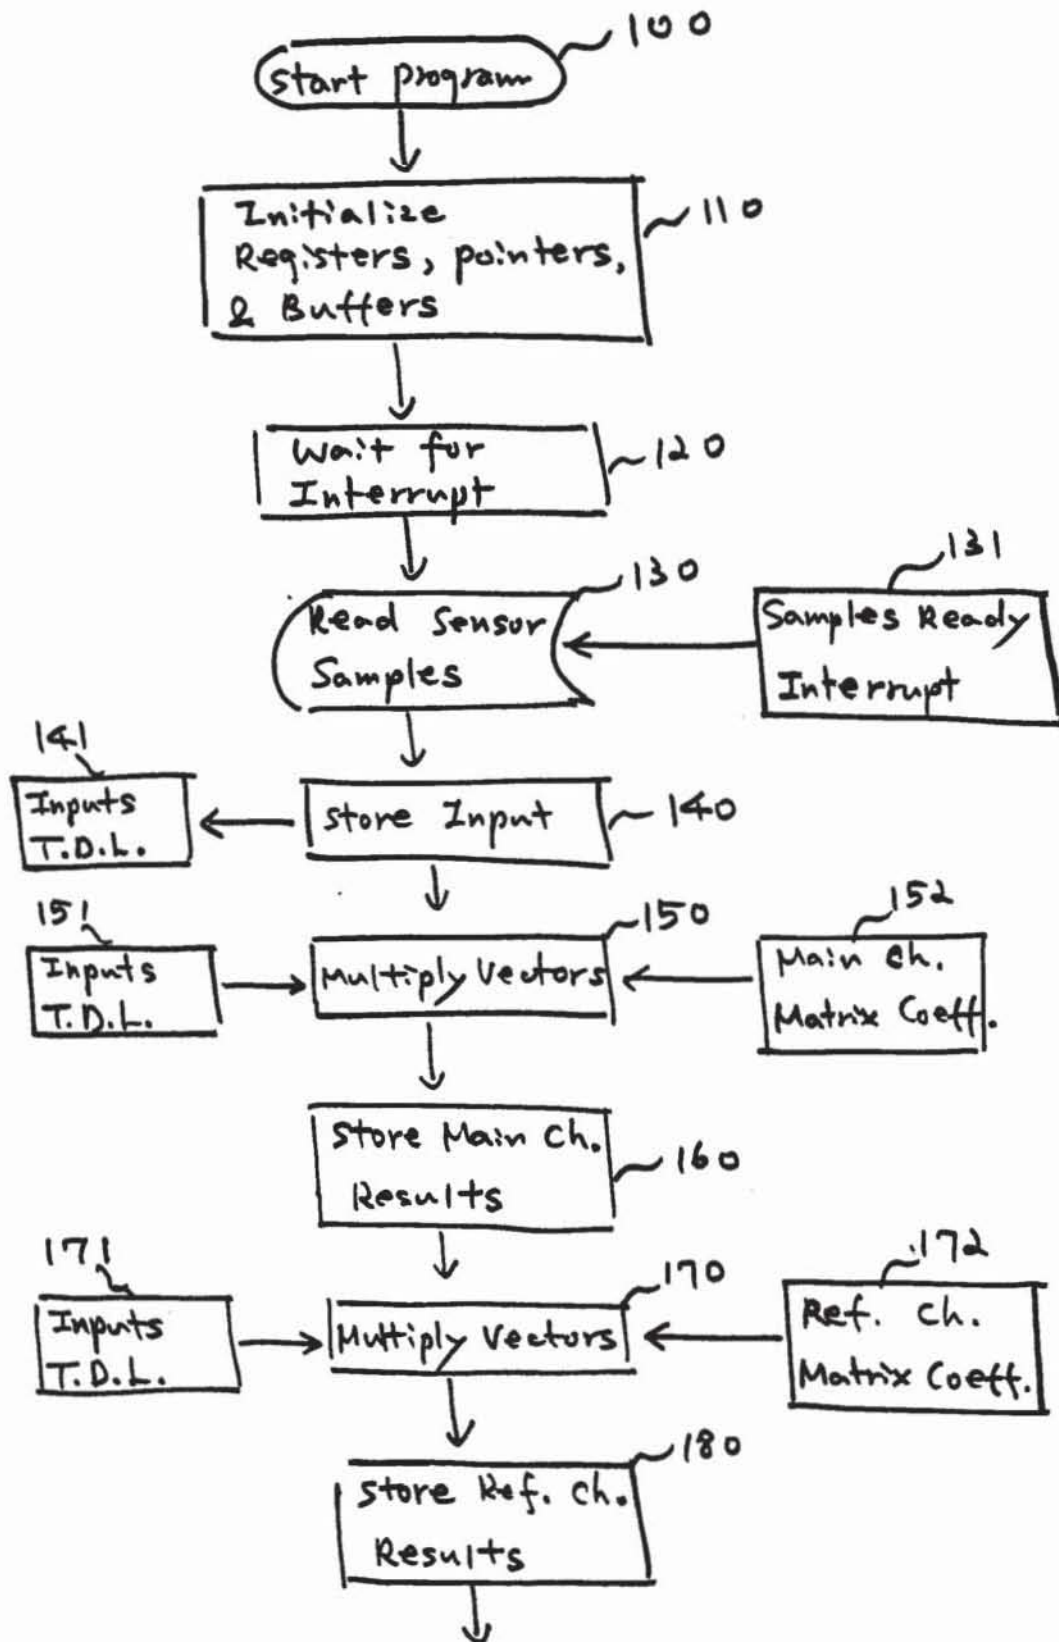 100
start program
110
Initialize
Registers, pointers,
& Buffers
120
Wait for
Interrupt
130
Read Sensor
Samples
131
Samples Ready
Interrupt
141
Inputs
T.D.L.
store Input
140
151
Inputs
T.D.L.
150
Multiply Vectors
152
Main Ch.
Matrix Coeff.
store Main Ch.
Results
160
171
Inputs
T.D.L.
170
Multiply Vectors
172
Ref. Ch.
Matrix Coeff.
180
store Ref. Ch.
Results